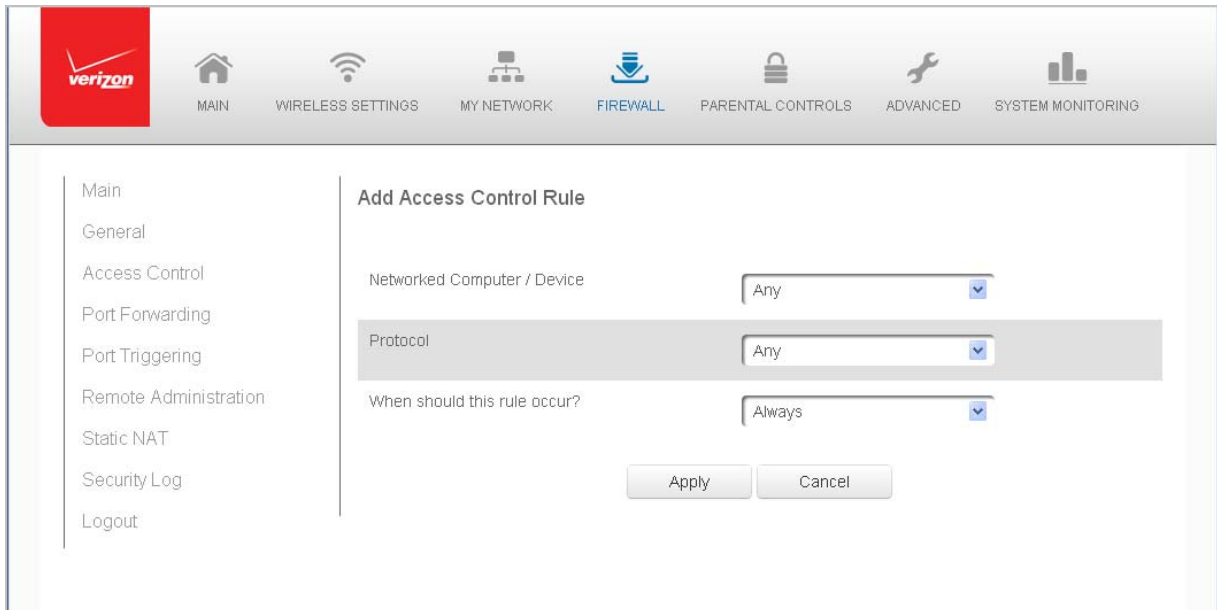 verizon
MAIN
WIRELESS SETTINGS
MY NETWORK
FIREWALL
PARENTAL CONTROLS
ADVANCED
SYSTEM MONITORING
Main
General
Access Control
Port Forwarding
Port Triggering
Remote Administration
Static NAT
Security Log
Logout
Add Access Control Rule
Networked Computer / Device
Any
Protocol
Any
When should this rule occur?
Always
Apply
Cancel